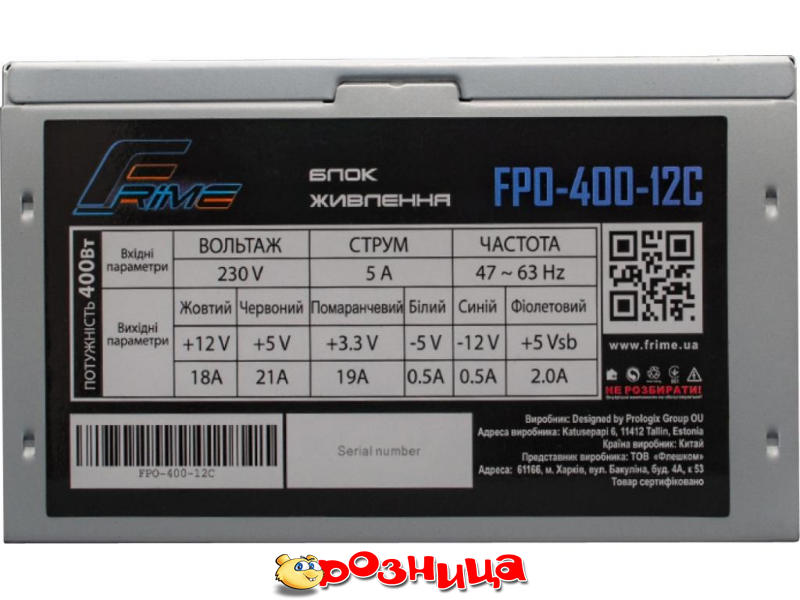 FRIME
БЛОК
ЖИВЛЕННЯ
FPO-400-12C
ПОТУЖНІСТЬ 400Вт
Вхідні параметри
ВОЛЬТАЖ СТРУМ ЧАСТОТА
230 V 5 A 47 ~ 63 Hz
Вихідні параметри
Жовтий Червоний Помаранчевий Білий Синій Фіолетовий
+12 V +5 V +3.3 V -5 V -12 V +5 Vsb
18A 21A 19A 0.5A 0.5A 2.0A
www.frime.ua
НЕ РОЗБИРАТИ!
Виробник: Designed by Prologix Group OU
Адреса виробника: Katusepapi 6, 11412 Tallin, Estonia
Країна виробник: Китай
Представник виробника: ТОВ «Флешком»
Адреса: 61166, м. Харків, вул. Бакуліна, буд. 4А, к 53
Товар сертифіковано
FPO-400-12C
Serial number
Розница